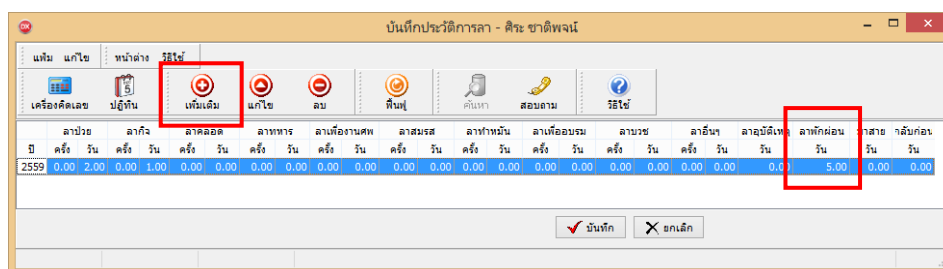 บันทึกประวัติการลา - ศิระ ชาติพจน์
แฟ้ม แก้ไข หน้าต่าง วิธีใช้
เครื่องคิดเลข ปฏิทิน เพิ่มเติม แก้ไข ลบ ฟื้นฟู ค้นหา สอบถาม วิธีใช้
ลาป่วย ลากิจ ลาคลอด ลาทหาร ลาเพื่องานศพ ลาสมรส ลาทำหมัน ลาเพื่ออบรม ลาบวช ลาอื่นๆ ลาอุบัติเหตุ ลาพักผ่อน มาสาย กลับก่อน
ปี ครั้ง วัน ครั้ง วัน ครั้ง วัน ครั้ง วัน ครั้ง วัน ครั้ง วัน ครั้ง วัน ครั้ง วัน ครั้ง วัน ครั้ง วัน วัน วัน วัน วัน
2559 0.00 2.00 0.00 1.00 0.00 0.00 0.00 0.00 0.00 0.00 0.00 0.00 0.00 0.00 0.00 0.00 0.00 0.00 0.00 0.00 0.00 5.00 0.00 0.00
บันทึก ยกเลิก